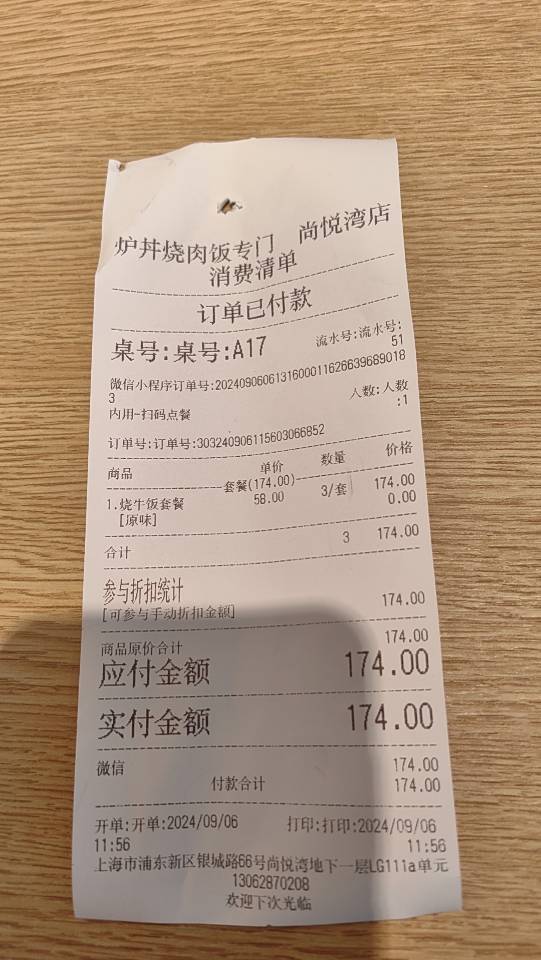 炉丼烧肉饭专门 尚悦湾店
消费清单
订单已付款
桌号:桌号:A17 流水号:流水号:
51
微信小程序订单号:2024090606131600011626639689018
3 人数:人数
内用-扫码点餐 :1
订单号:订单号:303240906115603066852
商品 单价 数量 价格
套餐(174.00)
1.烧牛饭套餐 58.00 3/套 174.00
[原味] 0.00
合计 3 174.00
参与折扣统计
[可参与手动折扣金额] 174.00
商品原价合计 174.00
应付金额 174.00
实付金额 174.00
微信 174.00
付款合计 174.00
开单:开单:2024/09/06 打印:打印:2024/09/06
11:56 11:56
上海市浦东新区银城路66号尚悦湾地下一层LG111a单元
13062870208
欢迎下次光临